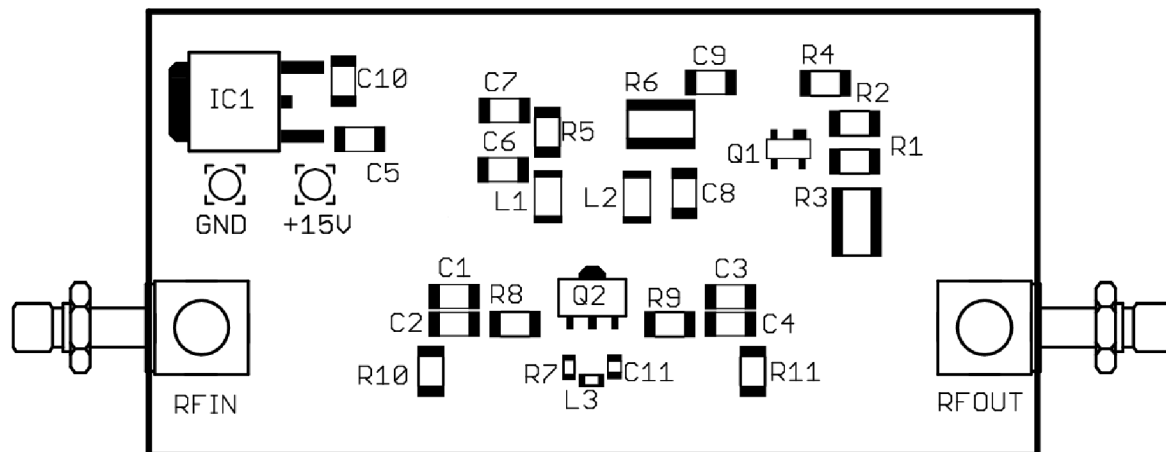 C9
R4
C10
C7
R6
R2
IC1
R5
Q1
C6
R1
C5
L1
L2
C8
R3
GND
+15V
C1
C3
R8
Q2
R9
C2
C4
R10
R7
C11
R11
L3
RFIN
RFOUT